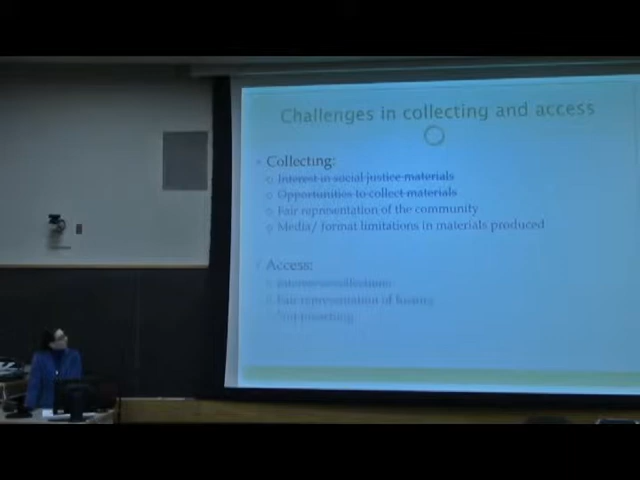 Challenges in collecting and access
Collecting:
Interest in social justice materials
Opportunities to collect materials
Fair representation of the community
Media/ format limitations in materials produced
Access:
Fair representation of history